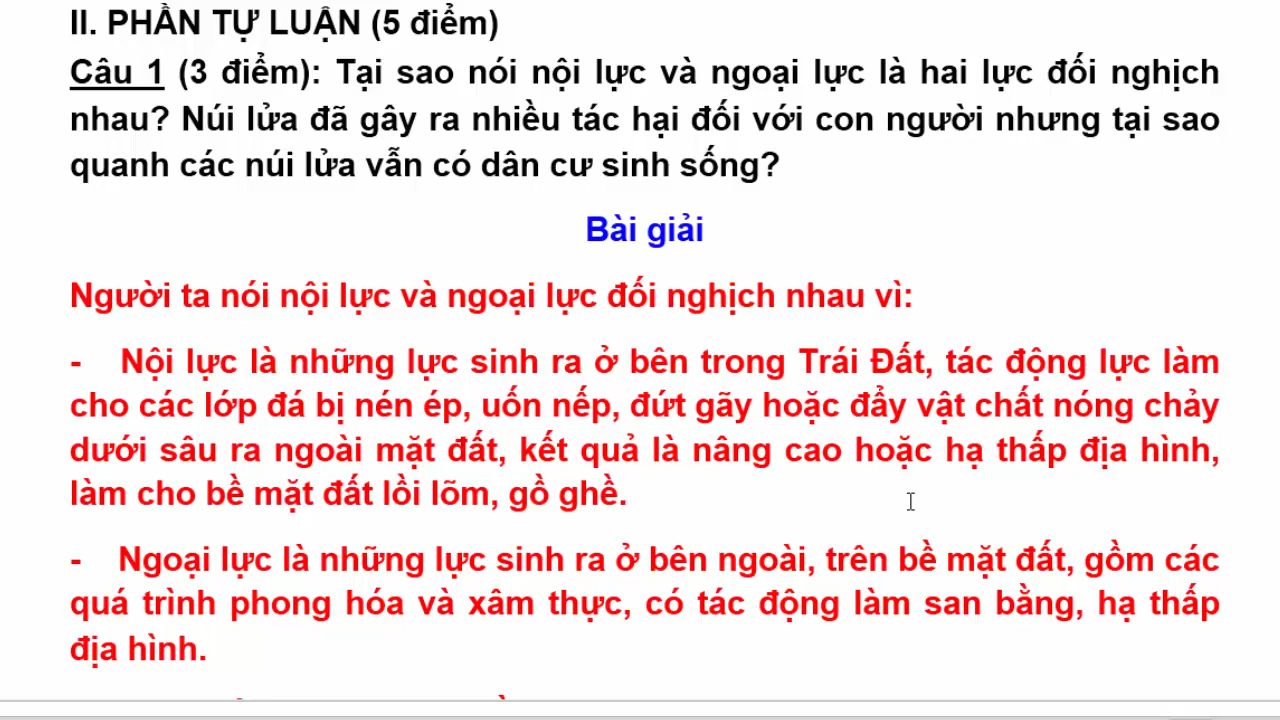 II. PHẦN TỰ LUẬN (5 điểm)
Câu 1 (3 điểm): Tại sao nói nội lực và ngoại lực là hai lực đối nghịch
nhau? Núi lửa đã gây ra nhiều tác hại đối với con người nhưng tại sao
quanh các núi lửa vẫn có dân cư sinh sống?
Bài giải
Người ta nói nội lực và ngoại lực đối nghịch nhau vì:
- Nội lực là những lực sinh ra ở bên trong Trái Đất, tác động lực làm
cho các lớp đá bị nén ép, uốn nếp, đứt gãy hoặc đẩy vật chất nóng chảy
dưới sâu ra ngoài mặt đất, kết quả là nâng cao hoặc hạ thấp địa hình,
làm cho bề mặt đất lồi lõm, gồ ghề.
- Ngoại lực là những lực sinh ra ở bên ngoài, trên bề mặt đất, gồm các
quá trình phong hóa và xâm thực, có tác động làm san bằng, hạ thấp
địa hình.